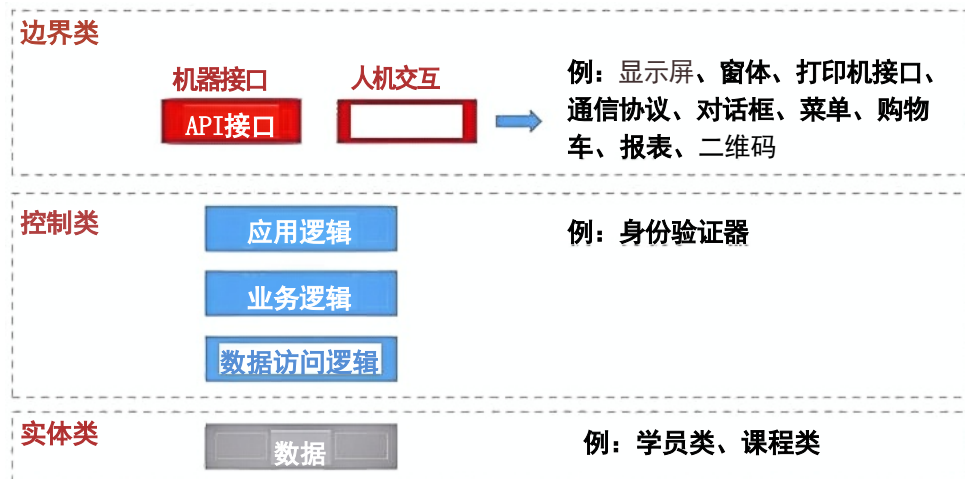 边界类
机器接口
人机交互
API接口
例：显示屏、窗体、打印机接口、
通信协议、对话框、菜单、购物
车、报表、二维码
控制类
应用逻辑
例：身份验证器
业务逻辑
数据访问逻辑
实体类
数据
例：学员类、课程类